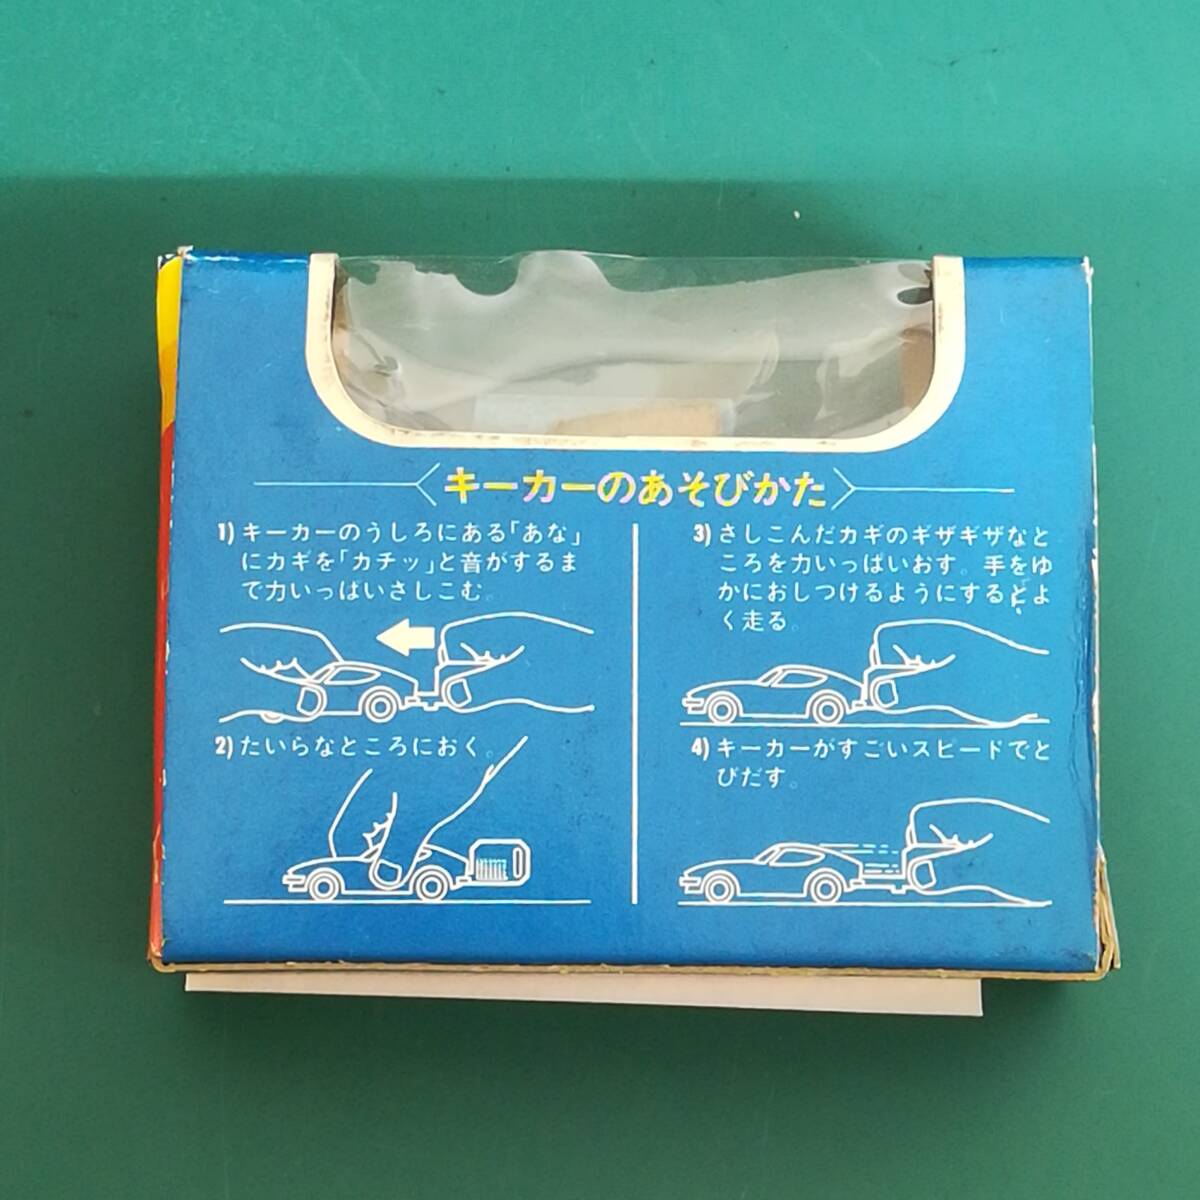 キーカーのあそびかた
1) キーカーのうしろにある「あな」
にカギを「カチッ」と音がするま
で力いっぱいさしこむ。
2) たいらなところにおく。
3) さしこんだカギのギザギザなと
ころを力いっぱいおす。手をゆ
かにおしつけるようにするとよ
く走る。
4) キーカーがすごいスピードでと
びだす。